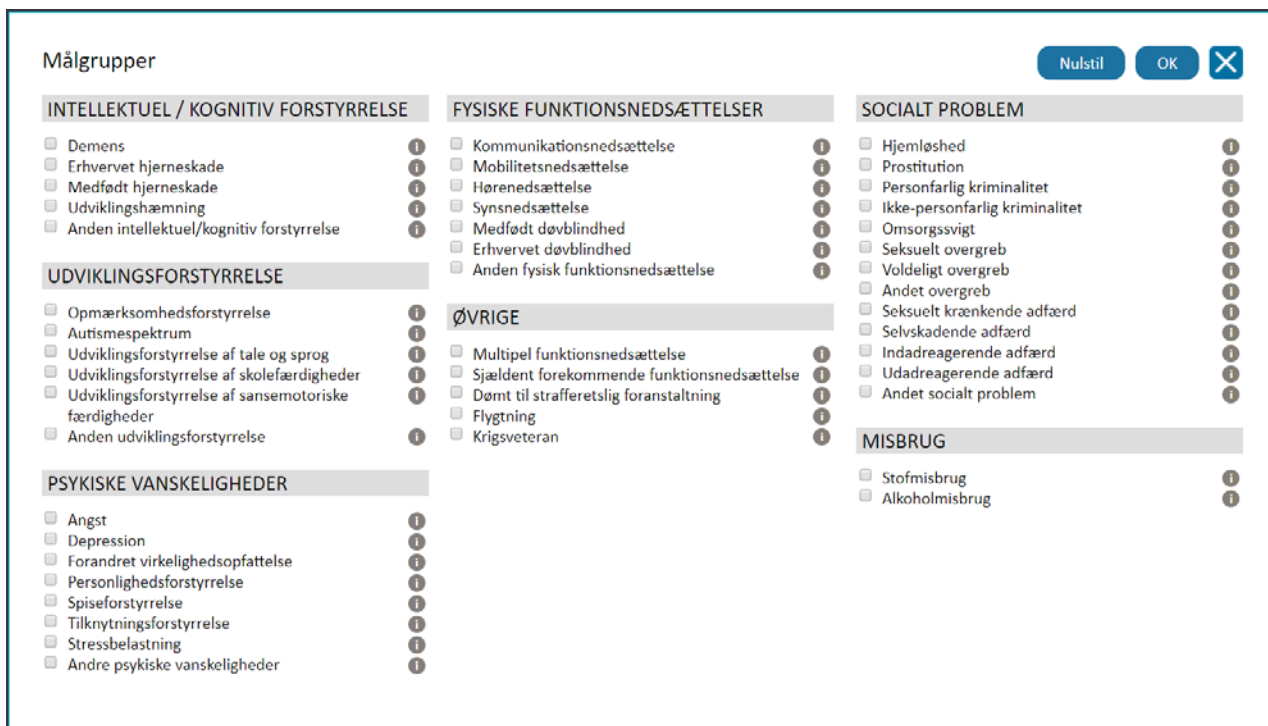 Målgrupper
Nulstil
OK
INTELLEKTUEL / KOGNITIV FORSTYRRELSE
Demens
Erhvervet hjerneskade
Medfødt hjerneskade
Udviklingshæmning
Anden intellektuel/kognitiv forstyrrelse
UDVIKLINGSFORSTYRRELSE
Opmærksomhedsforstyrrelse
Autismespektrum
Udviklingsforstyrrelse af tale og sprog
Udviklingsforstyrrelse af skolefærdigheder
Udviklingsforstyrrelse af sansemotoriske
færdigheder
Anden udviklingsforstyrrelse
PSYKISKE VANSKELIGHEDER
Angst
Depression
Forandret virkelighedsopfattelse
Personlighedsforstyrrelse
Spiseforstyrrelse
Tilknytningsforstyrrelse
Stressbelastning
Andre psykiske vanskeligheder
FYSISKE FUNKTIONSNEDSÆTTELSER
Kommunikationsnedsættelse
Mobilitetsnedsættelse
Hørenedsættelse
Synsnedsættelse
Medfødt døvblindhed
Erhvervet døvblindhed
Anden fysisk funktionsnedsættelse
ØVRIGE
Multipel funktionsnedsættelse
Sjældent forekommende funktionsnedsættelse
Dømt til strafferetslig foranstaltning
Flygtning
Krigsveteran
SOCIALT PROBLEM
Hjemløshed
Prostitution
Personfarlig kriminalitet
Ikke-personfarlig kriminalitet
Omsorgssvigt
Seksuelt overgreb
Voldeligt overgreb
Andet overgreb
Seksuelt krænkende adfærd
Selvskadende adfærd
Indadreagerende adfærd
Udadreagerende adfærd
Andet socialt problem
MISBRUG
Stofmisbrug
Alkoholmisbrug